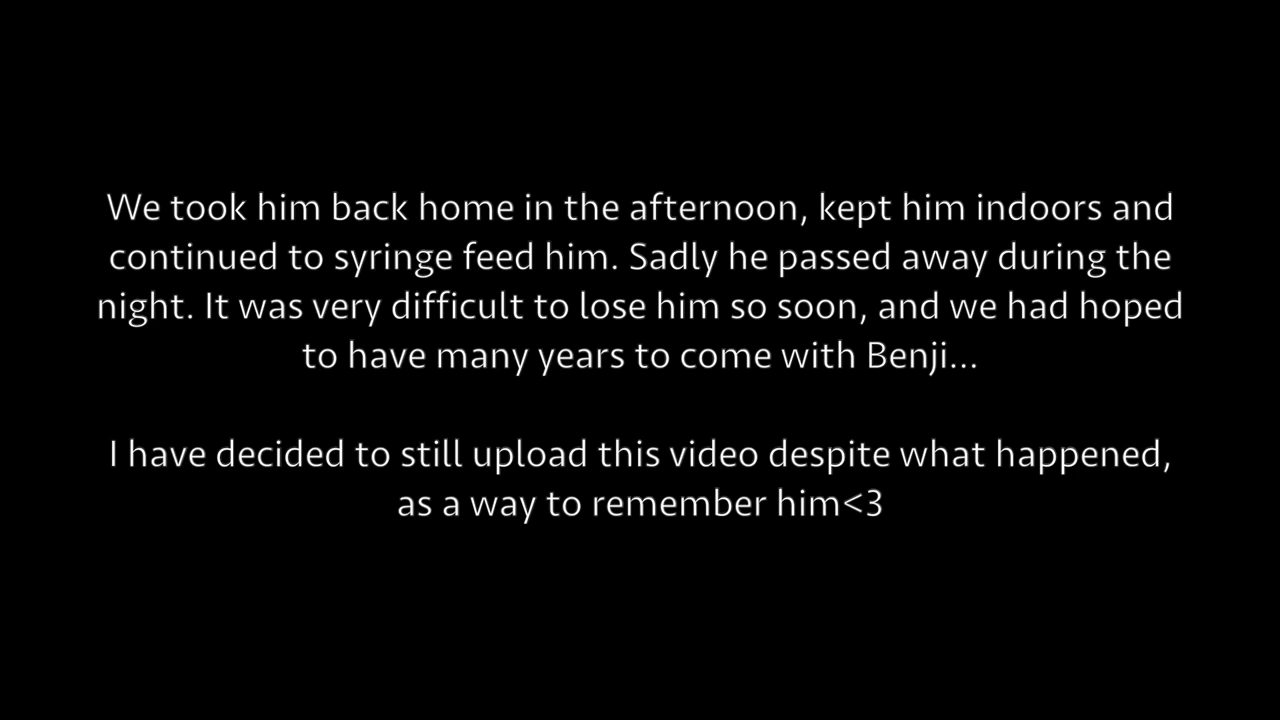 We took him back home in the afternoon, kept him indoors and
continued to syringe feed him. Sadly he passed away during the
night. It was very difficult to lose him so soon, and we had hoped
to have many years to come with Benji...
I have decided to still upload this video despite what happened,
as a way to remember him<3